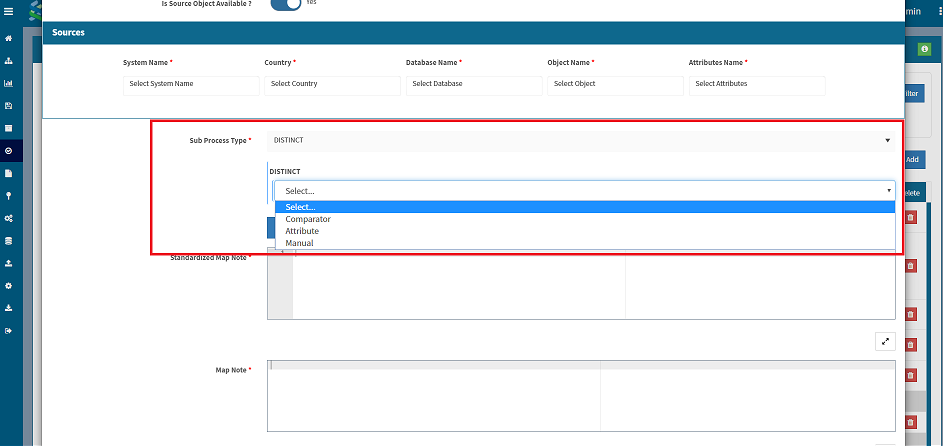 Is Source Object Available ?
Yes
min
Sources
System Name *
Country *
Database Name *
Object Name *
Attributes Name *
Select System Name
Select Country
Select Database
Select Object
Select Attributes
Sub Process Type *
DISTINCT
DISTINCT
Select...
Select...
Comparator
Attribute
Manual
Standardized Map Note *
Map Note *
ilter
Add
elete